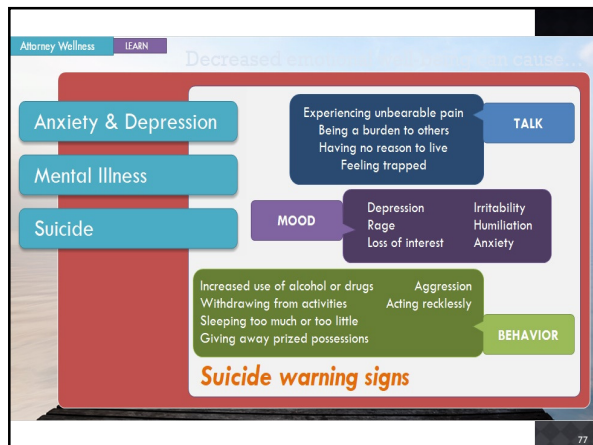 Attorney Wellness
LEARN
Decreased
cause...
Anxiety & Depression
Mental Illness
Suicide
Experiencing unbearable pain
Being a burden to others
Having no reason to live
Feeling trapped
TALK
MOOD
Depression Irritability
Rage Humiliation
Loss of interest Anxiety
Increased use of alcohol or drugs Aggression
Withdrawing from activities Acting recklessly
Sleeping too much or too little
Giving away prized possessions
BEHAVIOR
Suicide warning signs
77